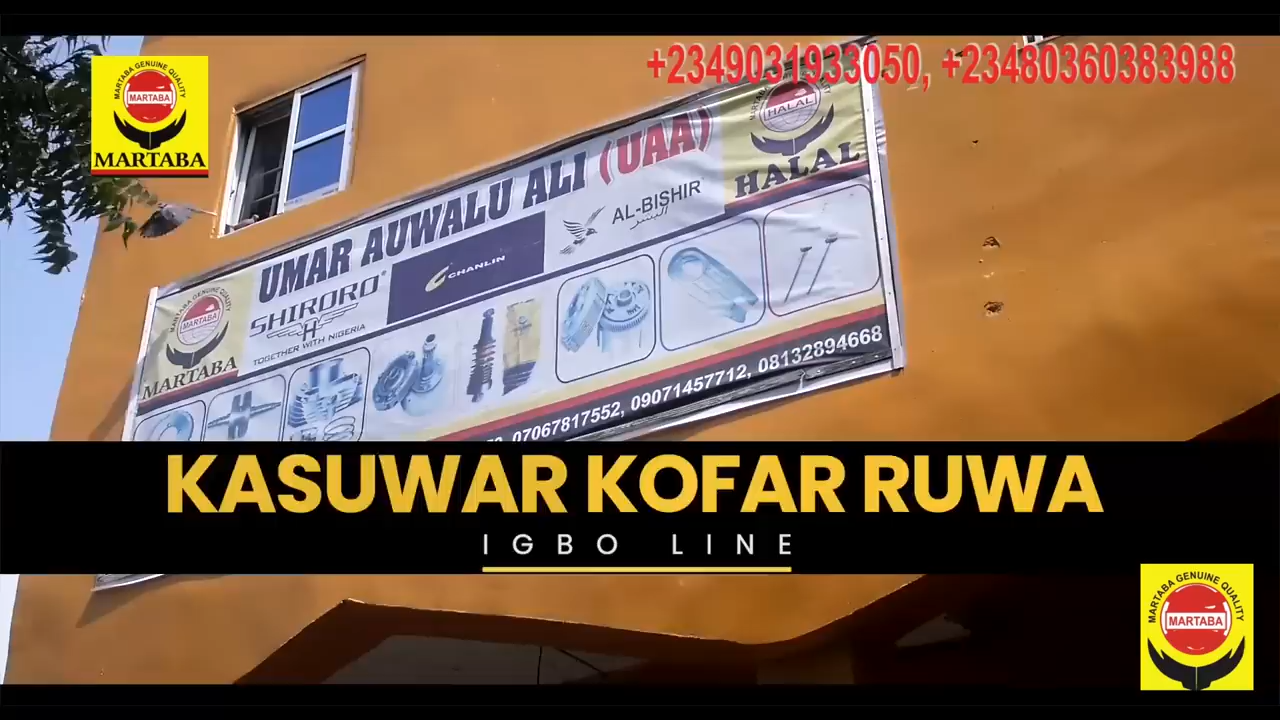 +2349031933050, +23480360383988
MARTABA GENUINE QUALITY
MARTABA
MARTABA
UMAR AUWALU ALI (UAA)
HALAL
HALAL
AL-BISHIR
البشير
CHANLIN
SHIRORO®
H
TOGETHER WITH NIGERIA
MARTABA GENUINE QUALITY
MARTABA
MARTABA
07067817552, 09071457712, 08132894668
KASUWAR KOFAR RUWA
IGBO LINE
MARTABA GENUINE QUALITY
MARTABA